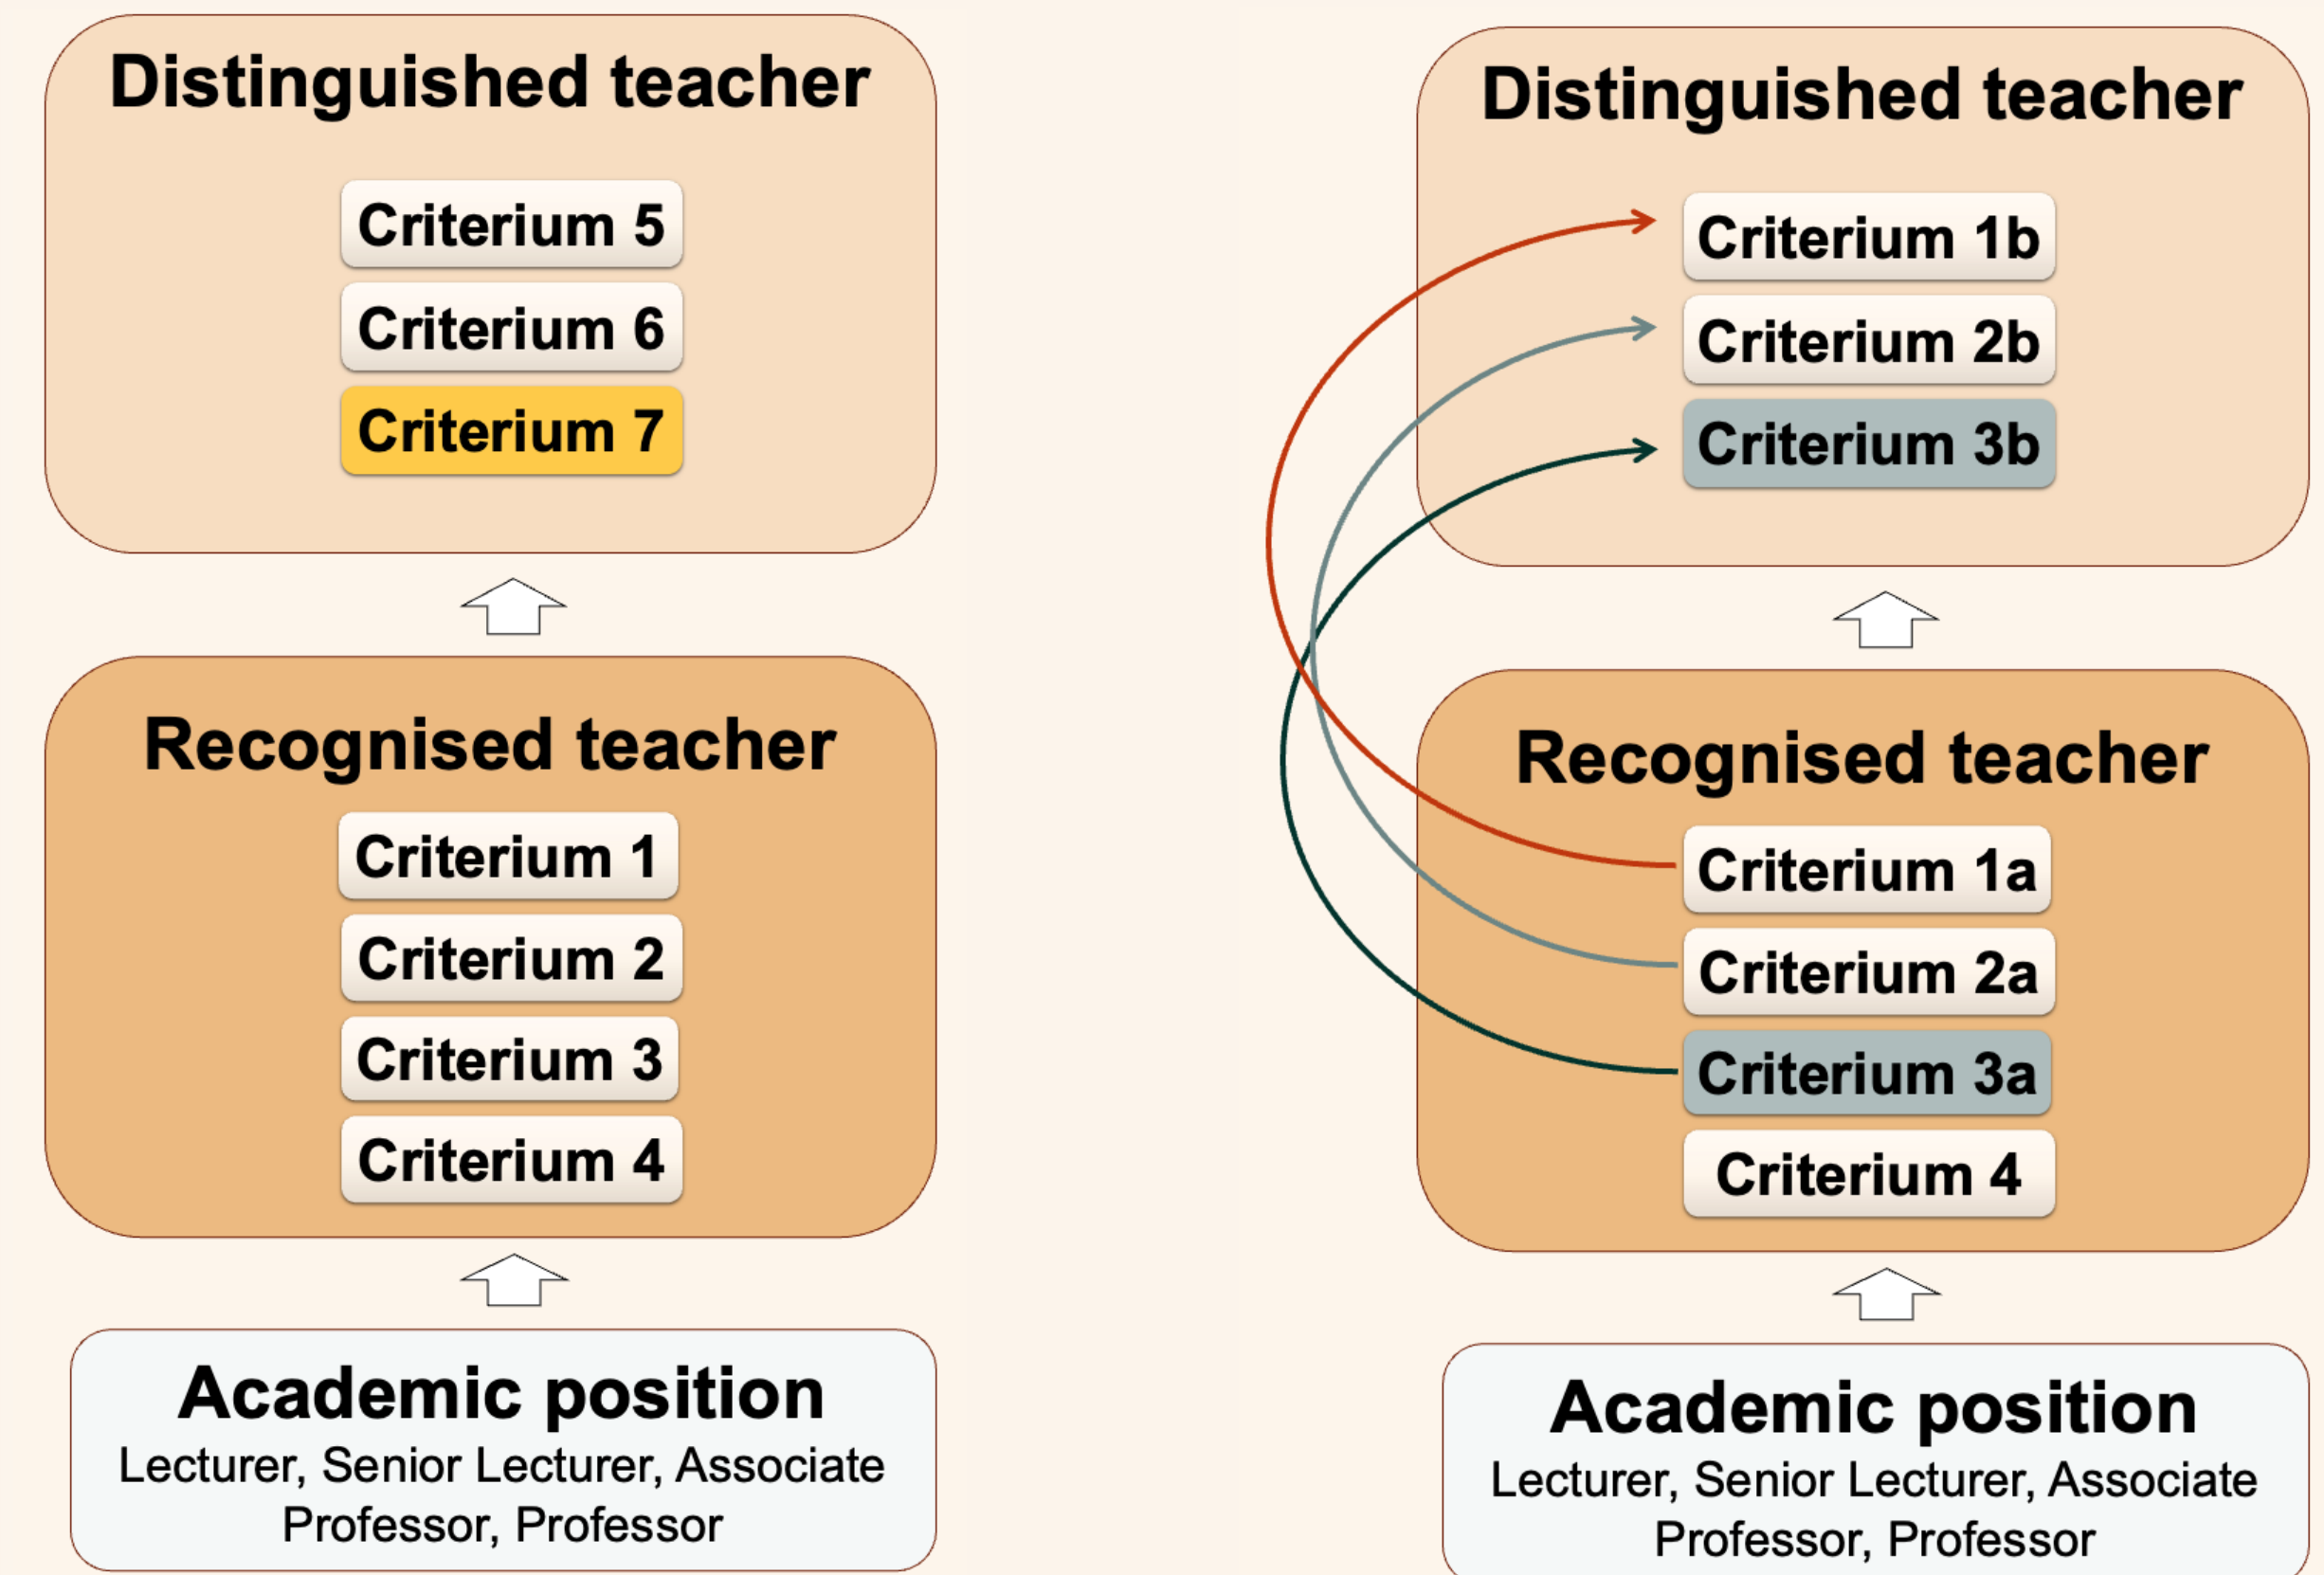 Distinguished teacher
Criterium 5
Criterium 6
Criterium 7
Recognised teacher
Criterium 1
Criterium 2
Criterium 3
Criterium 4
Academic position
Lecturer, Senior Lecturer, Associate
Professor, Professor
Distinguished teacher
Criterium 1b
Criterium 2b
Criterium 3b
Recognised teacher
Criterium 1a
Criterium 2a
Criterium 3a
Criterium 4
Academic position
Lecturer, Senior Lecturer, Associate
Professor, Professor